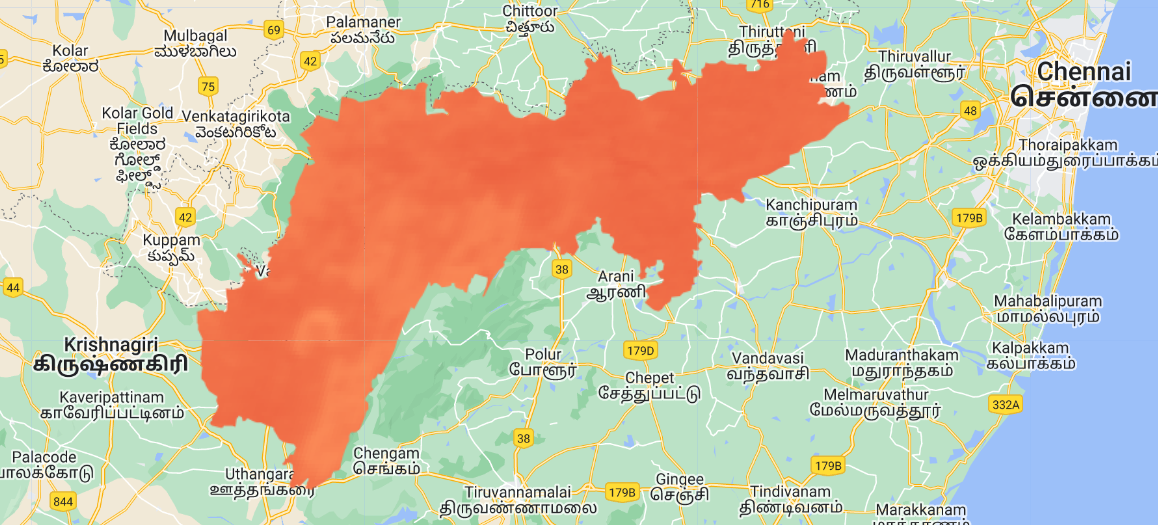 Chittoor
చిత్తూరు
716
Palamaner
పలమనేరు
69
Mulbagal
ಮುಳಬಾಗಿಲು
Kolar
ಕೋಲಾರ
42
Thiruttani
Thiruvallur
திருவள்ளூர்
Chennai
சென்னை
75
48
Kolar Gold
Fields
ಕೋಲಾರ
ಗೋಲ್ಡ್
ಫೀಲ್ಡ್ಸ್
Venkatagirikota
వెంకటగిరికోట
Thoraipakkam
ஒக்கியம்துரைப்பாக்கம்
42
Kanchipuram
காஞ்சிபுரம்
179B
Kelambakkam
கேளம்பாக்கம்
Kuppam
కుప్పమ్
38
Arani
ஆரணி
44
Mahabalipuram
மாமல்லபுரம்
Krishnagiri
கிருஷ்ணகிரி
179D
Polur
போளூர்
Vandavasi
வந்தவாசி
Maduranthakam
மதுராந்தகம்
Kalpakkam
கல்பாக்கம்
Chepet
சேத்துப்பட்டு
Kaveripattinam
காவேரிப்பட்டினம்
Melmaruvathur
மேல்மருவத்தூர்
332A
38
Chengam
செங்கம்
Palacode
பாலக்கோடு
179B
Uthangara
ஊத்தங்கரை
844
Tiruvannamalai
திருவண்ணாமலை
179B
Gingee
செஞ்சி
Tindivanam
திண்டிவனம்
Marakkanam